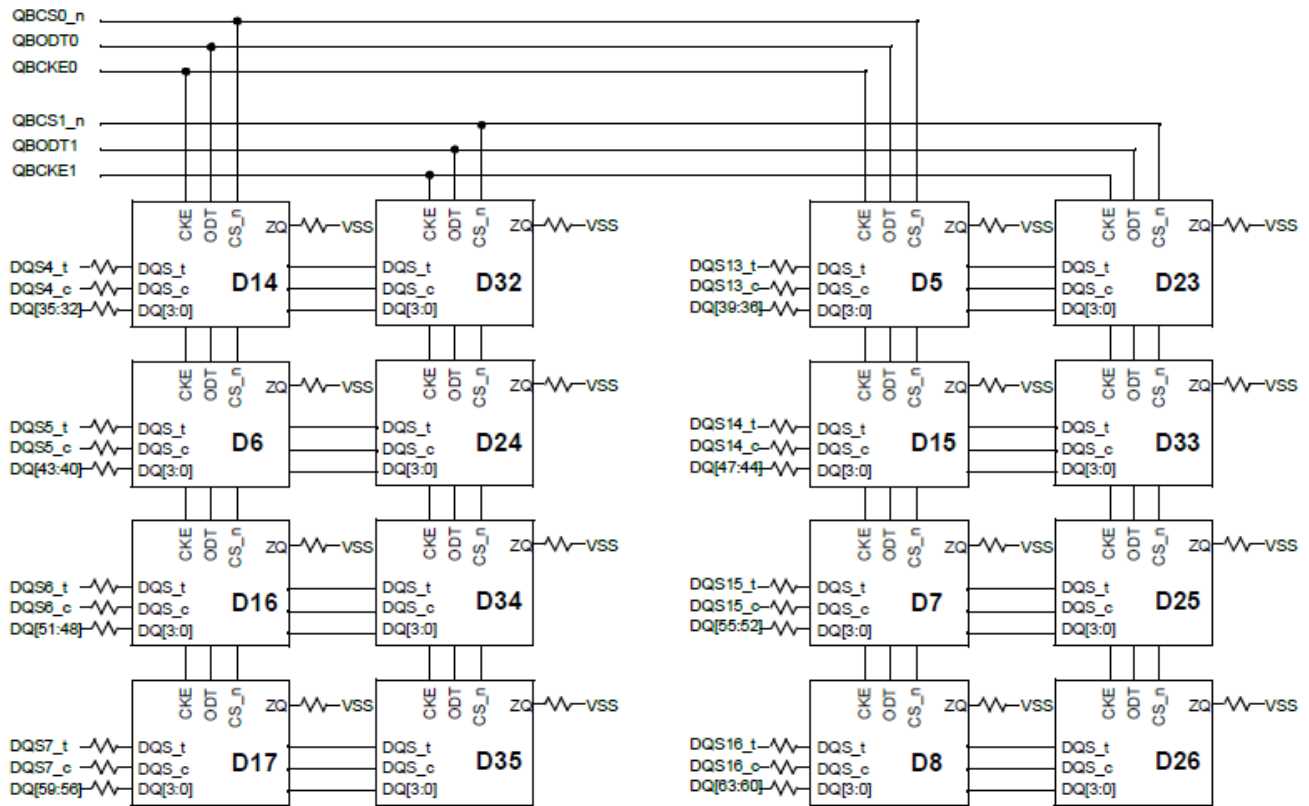 QBCS0_n
QBODT0
QBCKE0
QBCS1_n
QBODT1
QBCKE1
CKE ODT CS_n ZQ VSS CKE ODT CS_n ZQ VSS CKE ODT CS_n ZQ VSS CKE ODT CS_n ZQ VSS
DQS4_t DQS_t DQS_t DQS13_t DQS_t DQS_t
DQS4_c DQS_c D14 DQS_c D32 DQS13_c DQS_c D5 DQS_c D23
DQ[35:32] DQ[3:0] DQ[3:0] DQ[39:36] DQ[3:0] DQ[3:0]
CKE ODT CS_n ZQ VSS CKE ODT CS_n ZQ VSS CKE ODT CS_n ZQ VSS CKE ODT CS_n ZQ VSS
DQS5_t DQS_t DQS_t DQS14_t DQS_t DQS_t
DQS5_c DQS_c D6 DQS_c D24 DQS14_c DQS_c D15 DQS_c D33
DQ[43:40] DQ[3:0] DQ[3:0] DQ[47:44] DQ[3:0] DQ[3:0]
CKE ODT CS_n ZQ VSS CKE ODT CS_n ZQ VSS CKE ODT CS_n ZQ VSS CKE ODT CS_n ZQ VSS
DQS6_t DQS_t DQS_t DQS15_t DQS_t DQS_t
DQS6_c DQS_c D16 DQS_c D34 DQS15_c DQS_c D7 DQS_c D25
DQ[51:48] DQ[3:0] DQ[3:0] DQ[55:52] DQ[3:0] DQ[3:0]
CKE ODT CS_n ZQ VSS CKE ODT CS_n ZQ VSS CKE ODT CS_n ZQ VSS CKE ODT CS_n ZQ VSS
DQS7_t DQS_t DQS_t DQS16_t DQS_t DQS_t
DQS7_c DQS_c D17 DQS_c D35 DQS16_c DQS_c D8 DQS_c D26
DQ[59:56] DQ[3:0] DQ[3:0] DQ[63:60] DQ[3:0] DQ[3:0]